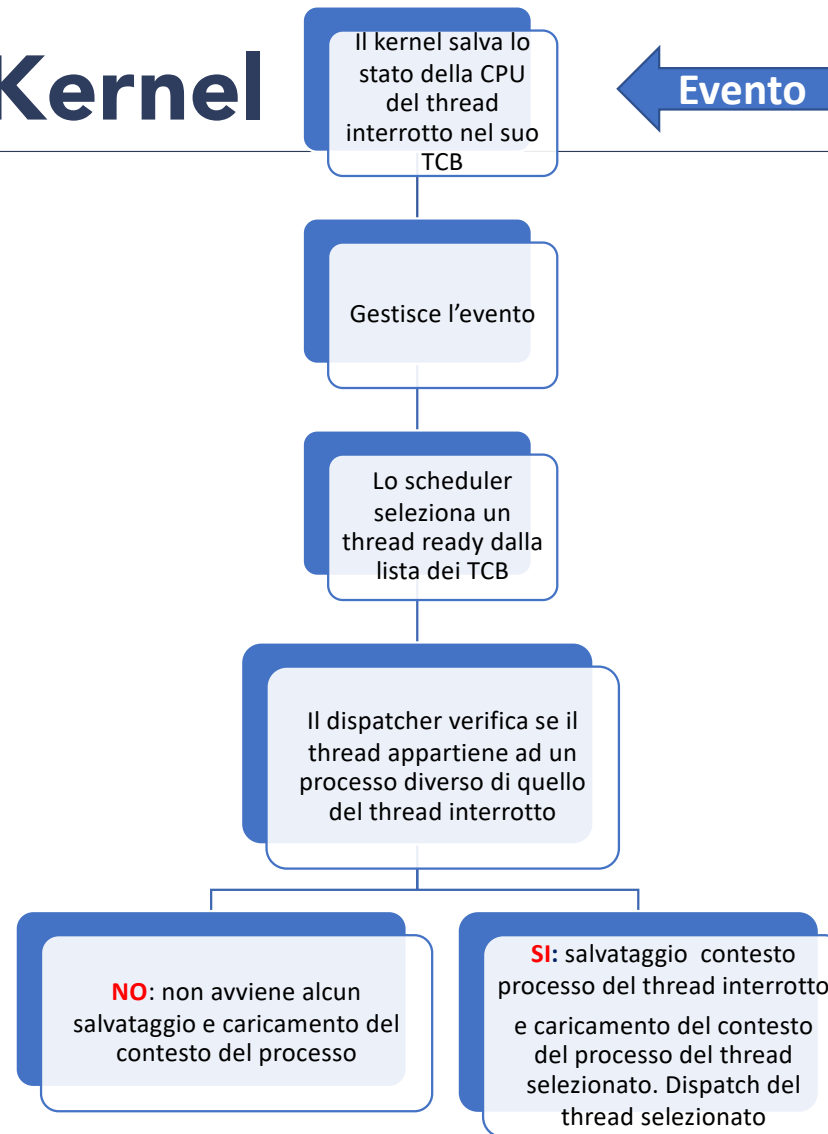 Kernel
Evento
Il kernel salva lo
stato della CPU
del thread
interrotto nel suo
TCB
Gestisce l’evento
Lo scheduler
seleziona un
thread ready dalla
lista dei TCB
Il dispatcher verifica se il
thread appartiene ad un
processo diverso di quello
del thread interrotto
NO: non avviene alcun
salvataggio e caricamento del
contesto del processo
SI: salvataggio contesto
processo del thread interrotto
e caricamento del contesto
del processo del thread
selezionato. Dispatch del
thread selezionato